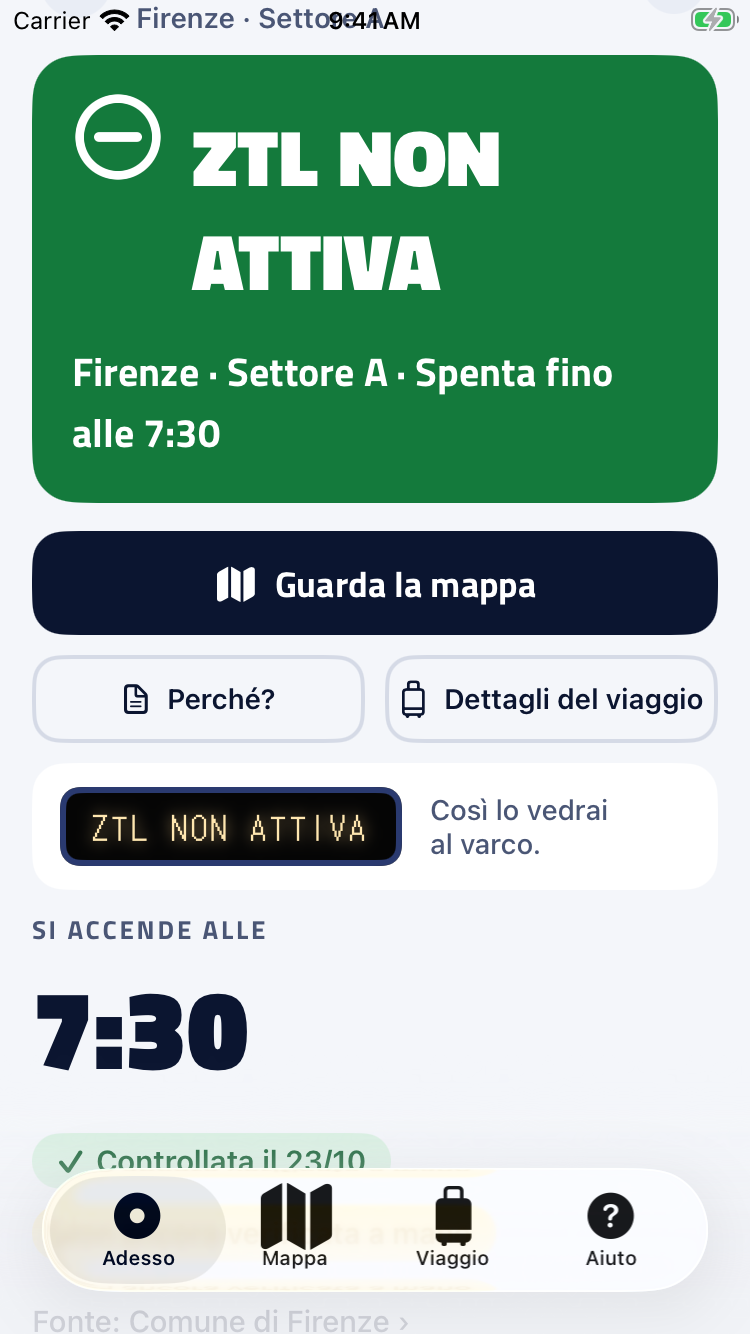 Carrier
Firenze · Settore A
9:41 AM
ZTL NON
ATTIVA
Firenze · Settore A · Spenta fino
alle 7:30
Guarda la mappa
Perché?
Dettagli del viaggio
ZTL NON ATTIVA
Così lo vedrai
al varco.
SI ACCENDE ALLE
7:30
Controllata il 23/10
Adesso
Mappa
Viaggio
Aiuto
Fonte: Comune di Firenze ›